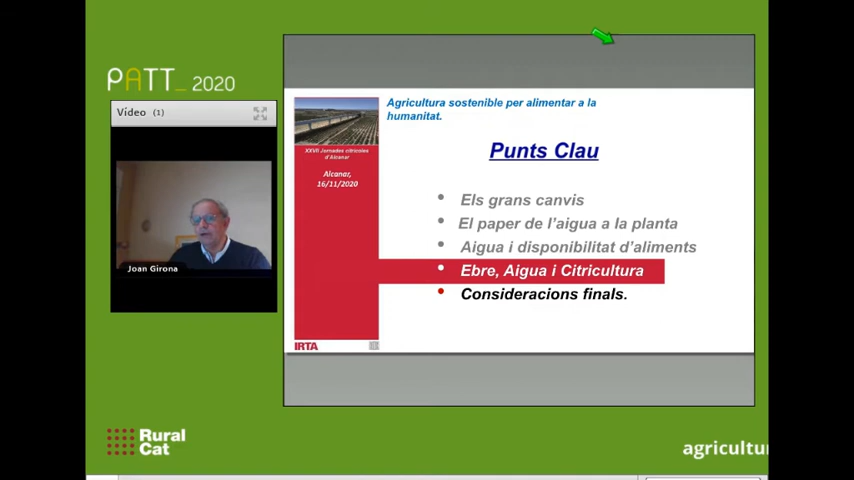 PATT_ 2020
Vídeo (1)
Joan Girona
Agricultura sostenible per alimentar a la
humanitat.
XXVII Jornades citrícoles
d'Alcanar
Alcanar,
16/11/2020
Punts Clau
Els grans canvis
El paper de l'aigua a la planta
Aigua i disponibilitat d'aliments
Ebre, Aigua i Citricultura
Consideracions finals.
IRTA
Rural
Cat
agricultu